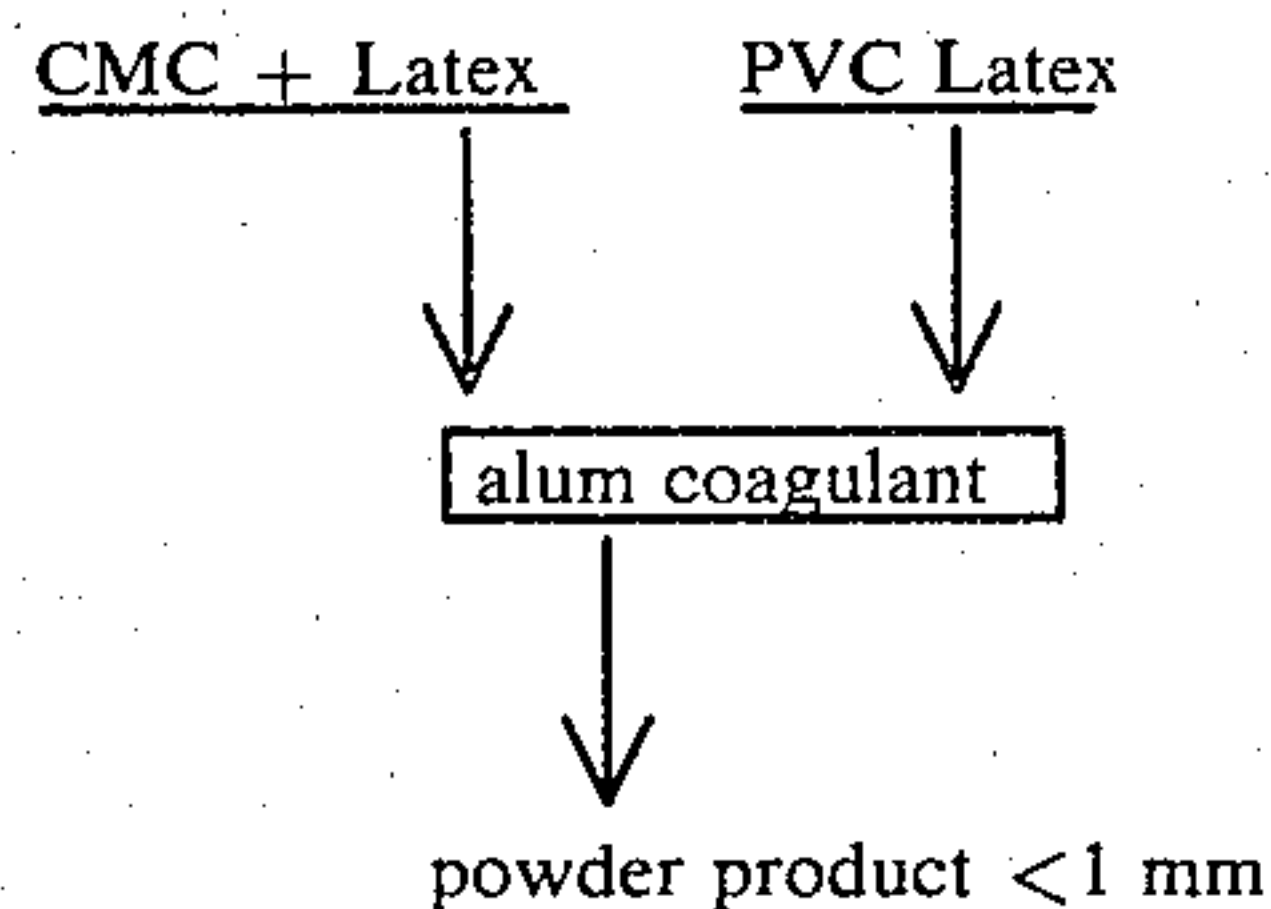 CMC + Latex PVC Latex
alum coagulant
powder product <1 mm